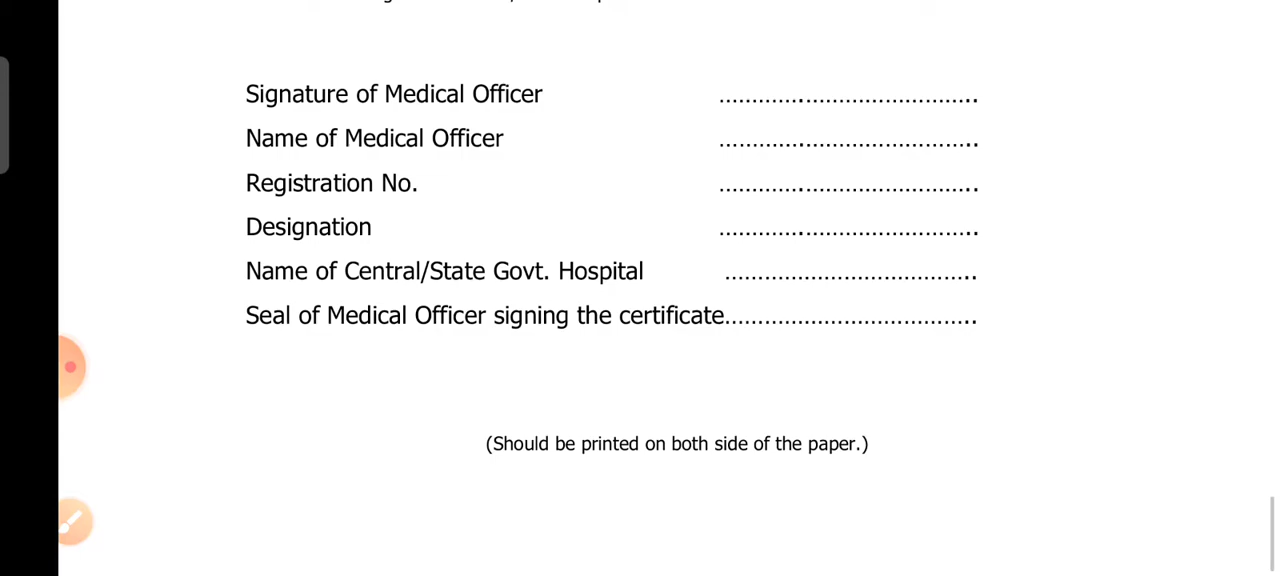 Signature of Medical Officer ........................................
Name of Medical Officer ........................................
Registration No. ........................................
Designation ........................................
Name of Central/State Govt. Hospital ......................................
Seal of Medical Officer signing the certificate......................................
(Should be printed on both side of the paper.)